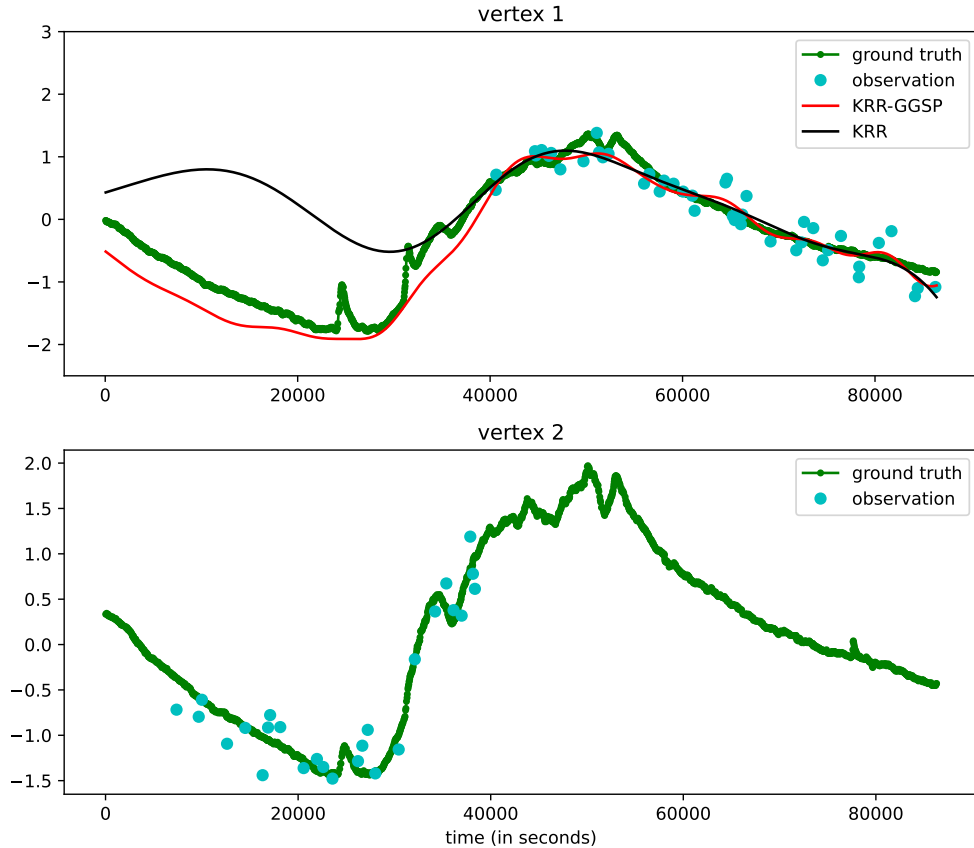 vertex 1
3
2
1
0
−1
−2
ground truth
observation
KRR-GGSP
KRR
0 20000 40000 60000 80000
vertex 2
2.0
1.5
1.0
0.5
0.0
−0.5
−1.0
−1.5
ground truth
observation
0 20000 40000 60000 80000
time (in seconds)